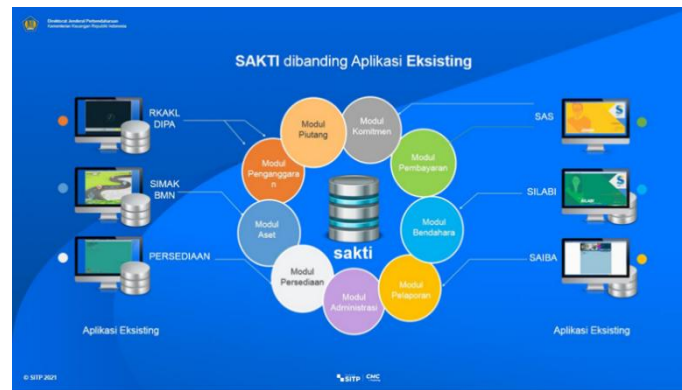 Direktorat Jenderal Perbendaharaan
Kementerian Keuangan Republik Indonesia
SAKTI dibanding Aplikasi Eksisting
RKAKL
DIPA
SIMAK
BMN
PERSEDIAAN
Aplikasi Eksisting
Modul
Piutang
Modul
Komitmen
Modul
Penganggara
n
Modul
Pembayaran
Modul
Aset
Modul
Bendahara
sakti
Modul
Persediaan
Modul
Pelaporan
Modul
Administrasi
SAS
SILABI
SAIBA
Aplikasi Eksisting
© SITP 2021
SITP
CMC